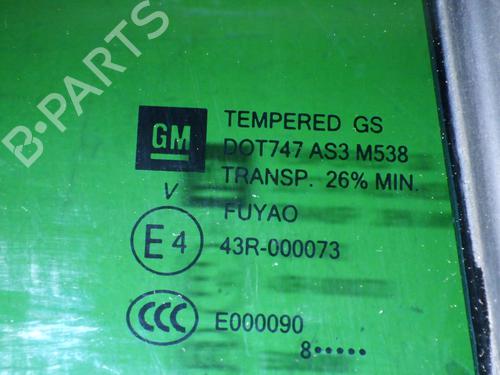 B-PARTS
GM
TEMPERED GS
DOT747 AS3 M538
TRANSP. 26% MIN.
V
FUYAO
E4
43R-000073
CCC
E000090
8•••••